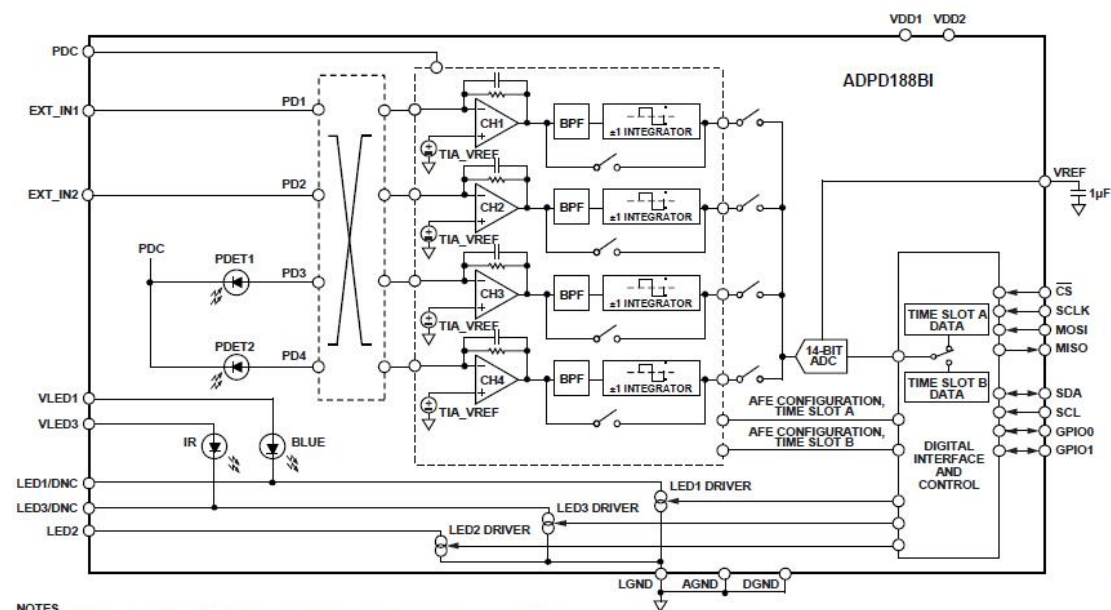 VDD1 VDD2
PDC
ADPD188BI
EXT_IN1
PD1
CH1
BPF
±1 INTEGRATOR
TIA_VREF
EXT_IN2
PD2
CH2
BPF
±1 INTEGRATOR
TIA_VREF
VREF
1µF
PDC
PDET1
PD3
CH3
BPF
±1 INTEGRATOR
TIA_VREF
PDET2
PD4
CH4
BPF
±1 INTEGRATOR
TIA_VREF
14-BIT
ADC
TIME SLOT A
DATA
TIME SLOT B
DATA
CS
SCLK
MOSI
MISO
SDA
SCL
GPIO0
GPIO1
AFE CONFIGURATION,
TIME SLOT A
AFE CONFIGURATION,
TIME SLOT B
DIGITAL
INTERFACE
AND
CONTROL
VLED1
VLED3
IR
BLUE
LED1/DNC
LED1 DRIVER
LED3/DNC
LED3 DRIVER
LED2
LED2 DRIVER
LGND AGND DGND
NOTES